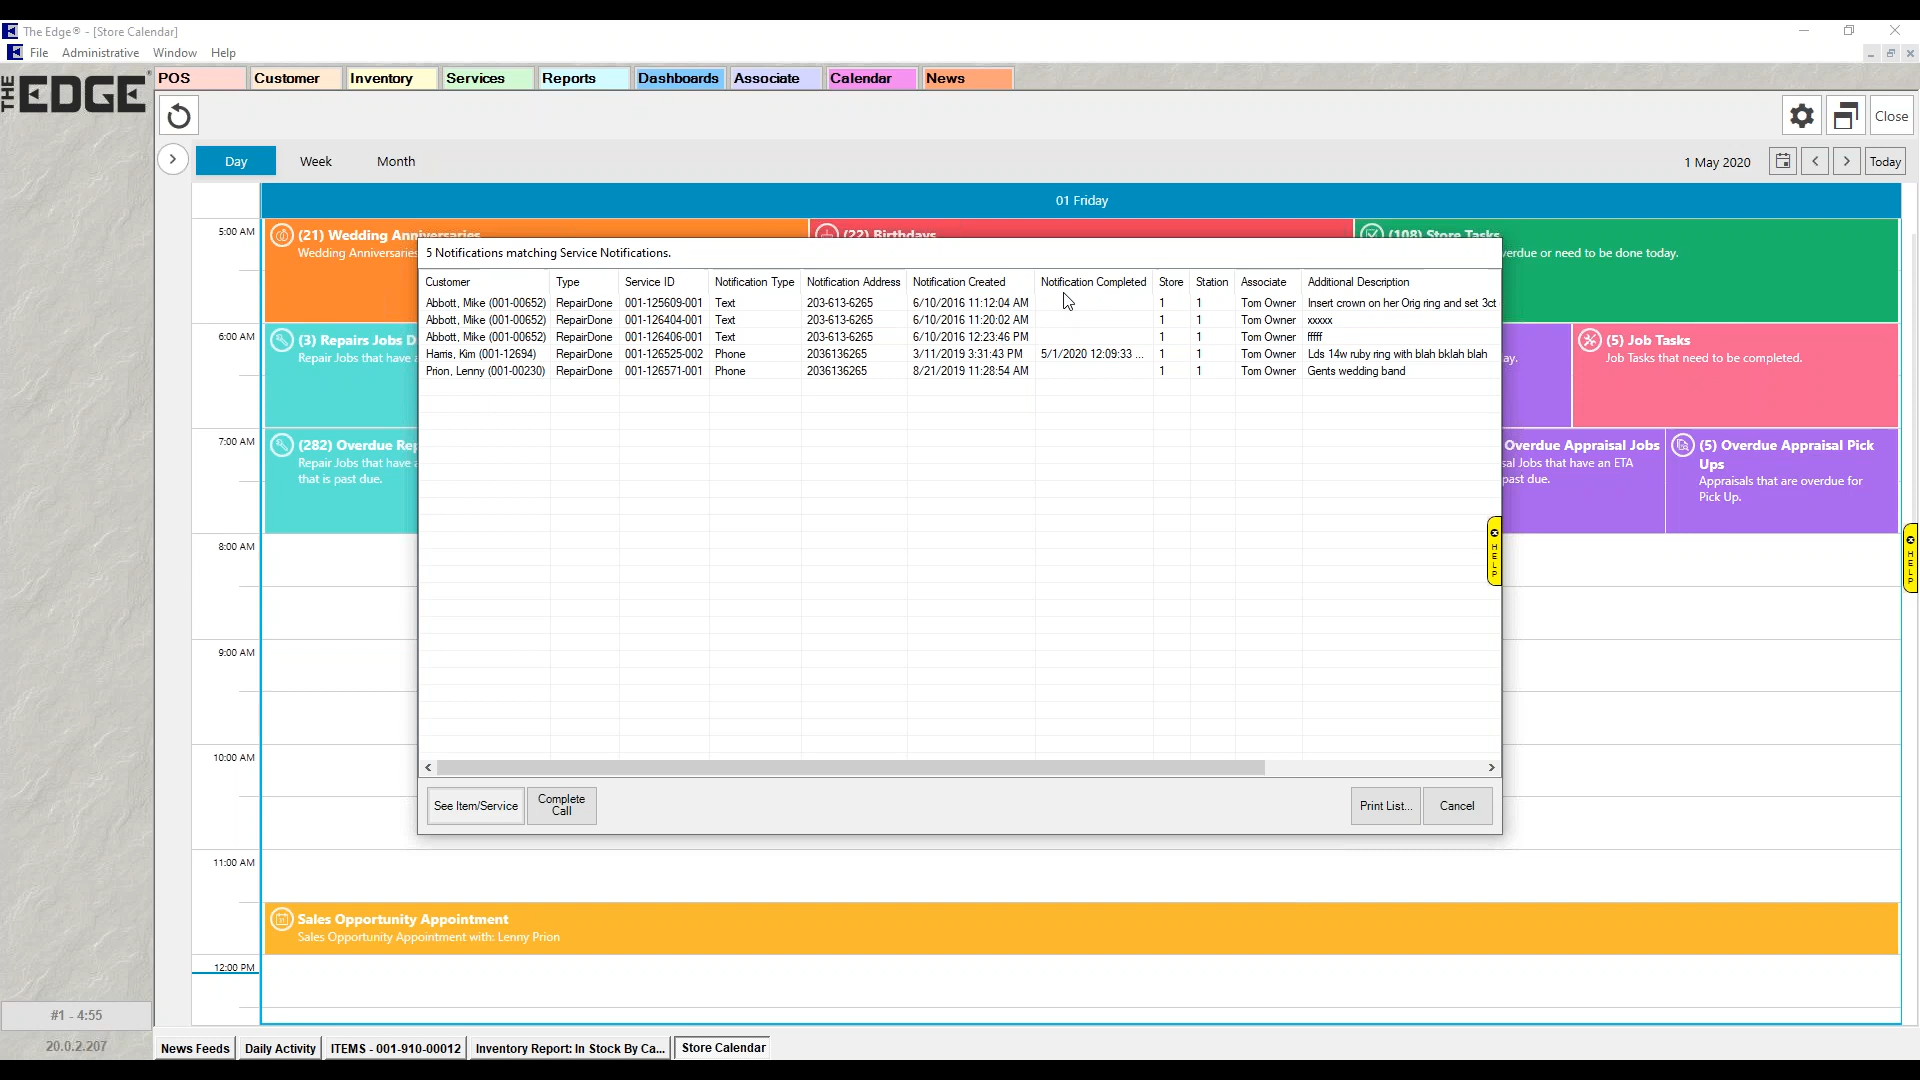 The Edge® - [Store Calendar]
File Administrative Window Help
THE EDGE®
POS Customer Inventory Services Reports Dashboards Associate Calendar News
Close
Day Week Month 1 May 2020 Today
01 Friday
5:00 AM
(21) Wedding Anniversaries
Wedding Anniversaries
(22) Birthdays
(108) Store Tasks
verdue or need to be done today.
5 Notifications matching Service Notifications.
Customer Type Service ID Notification Type Notification Address Notification Created Notification Completed Store Station Associate Additional Description
Abbott, Mike (001-00652) RepairDone 001-125609-001 Text 203-613-6265 6/10/2016 11:12:04 AM 1 1 Tom Owner Insert crown on her Orig ring and set 3ct
Abbott, Mike (001-00652) RepairDone 001-126404-001 Text 203-613-6265 6/10/2016 11:20:02 AM 1 1 Tom Owner xxxxx
Abbott, Mike (001-00652) RepairDone 001-126406-001 Text 203-613-6265 6/10/2016 12:23:46 PM 1 1 Tom Owner fffff
Harris, Kim (001-12694) RepairDone 001-126525-002 Phone 2036136265 3/11/2019 3:31:43 PM 5/1/2020 12:09:33 ... 1 1 Tom Owner Lds 14w ruby ring with blah bklah blah
Prion, Lenny (001-00230) RepairDone 001-126571-001 Phone 2036136265 8/21/2019 11:28:54 AM 1 1 Tom Owner Gents wedding band
See Item/Service
Complete
Call
Print List...
Cancel
HELP
6:00 AM
(3) Repairs Jobs D
Repair Jobs that have a
ay.
(5) Job Tasks
Job Tasks that need to be completed.
7:00 AM
(282) Overdue Rep
Repair Jobs that have a
that is past due.
Overdue Appraisal Jobs
sal Jobs that have an ETA
past due.
(5) Overdue Appraisal Pick
Ups
Appraisals that are overdue for
Pick Up.
HELP
8:00 AM
9:00 AM
10:00 AM
11:00 AM
Sales Opportunity Appointment
Sales Opportunity Appointment with: Lenny Prion
12:00 PM
#1 - 4:55
20.0.2.207
News Feeds Daily Activity ITEMS - 001-910-00012 Inventory Report: In Stock By Ca... Store Calendar